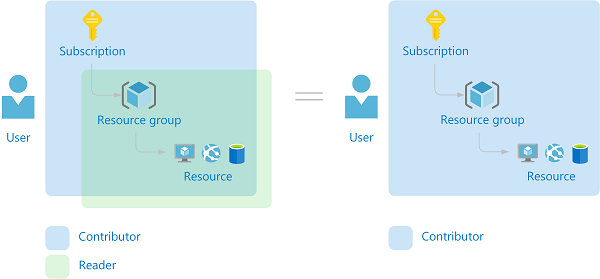 Subscription
Resource group
User
Resource
Contributor
Reader
Subscription
Resource group
User
Resource
Contributor